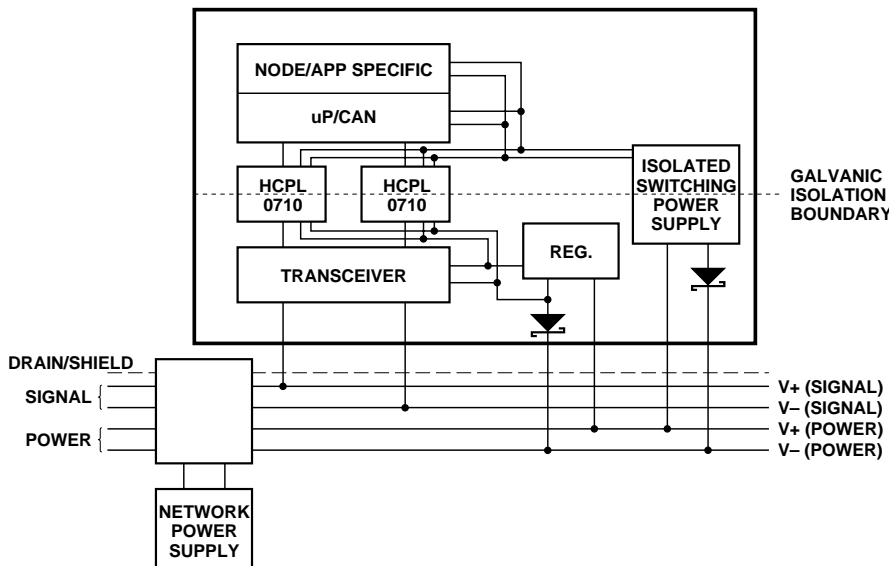 NODE/APP SPECIFIC
uP/CAN
HCPL
0710
HCPL
0710
ISOLATED
SWITCHING
POWER
SUPPLY
GALVANIC
ISOLATION
BOUNDARY
REG.
TRANSCEIVER
DRAIN/SHIELD
SIGNAL
POWER
V+ (SIGNAL)
V– (SIGNAL)
V+ (POWER)
V– (POWER)
NETWORK
POWER
SUPPLY